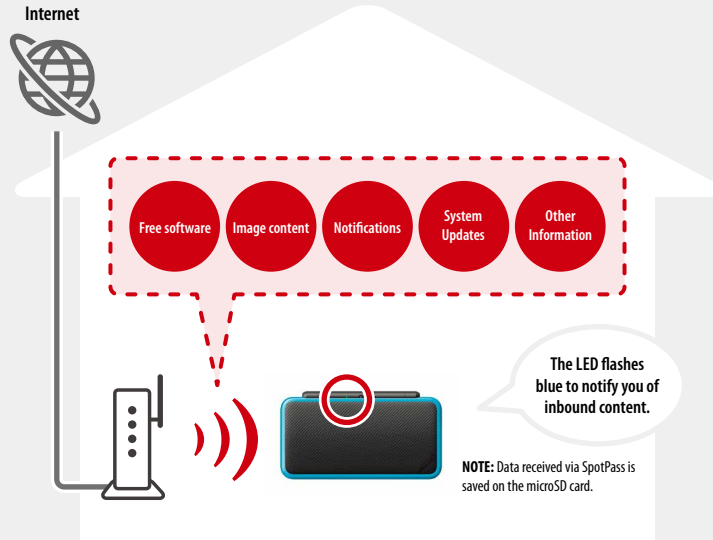 Internet
Free software
Image content
Notifications
System
Updates
Other
Information
The LED flashes
blue to notify you of
inbound content.
NOTE: Data received via SpotPass is
saved on the microSD card.